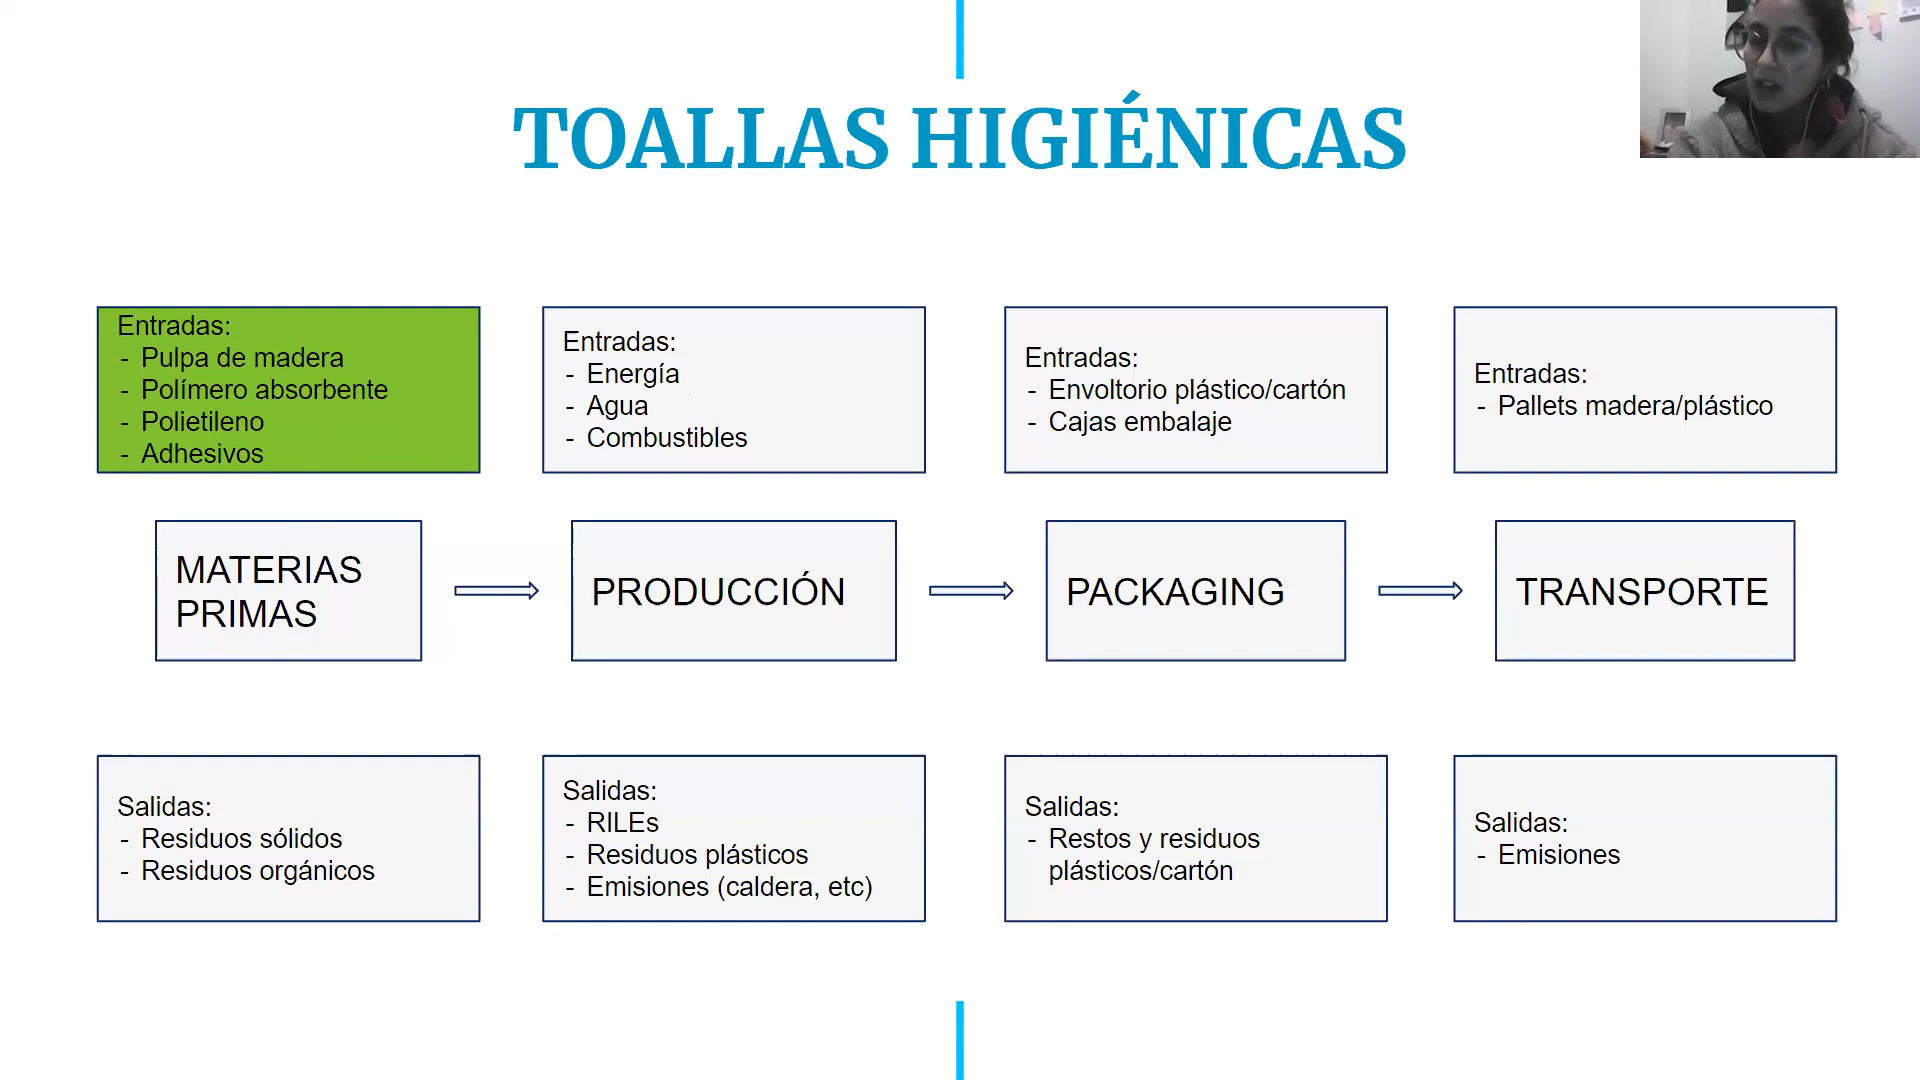 TOALLAS HIGIÉNICAS
Entradas:
- Pulpa de madera
- Polímero absorbente
- Polietileno
- Adhesivos
Entradas:
- Energía
- Agua
- Combustibles
Entradas:
- Envoltorio plástico/cartón
- Cajas embalaje
Entradas:
- Pallets madera/plástico
MATERIAS
PRIMAS
PRODUCCIÓN
PACKAGING
TRANSPORTE
Salidas:
- Residuos sólidos
- Residuos orgánicos
Salidas:
- RILEs
- Residuos plásticos
- Emisiones (caldera, etc)
Salidas:
- Restos y residuos
plásticos/cartón
Salidas:
- Emisiones